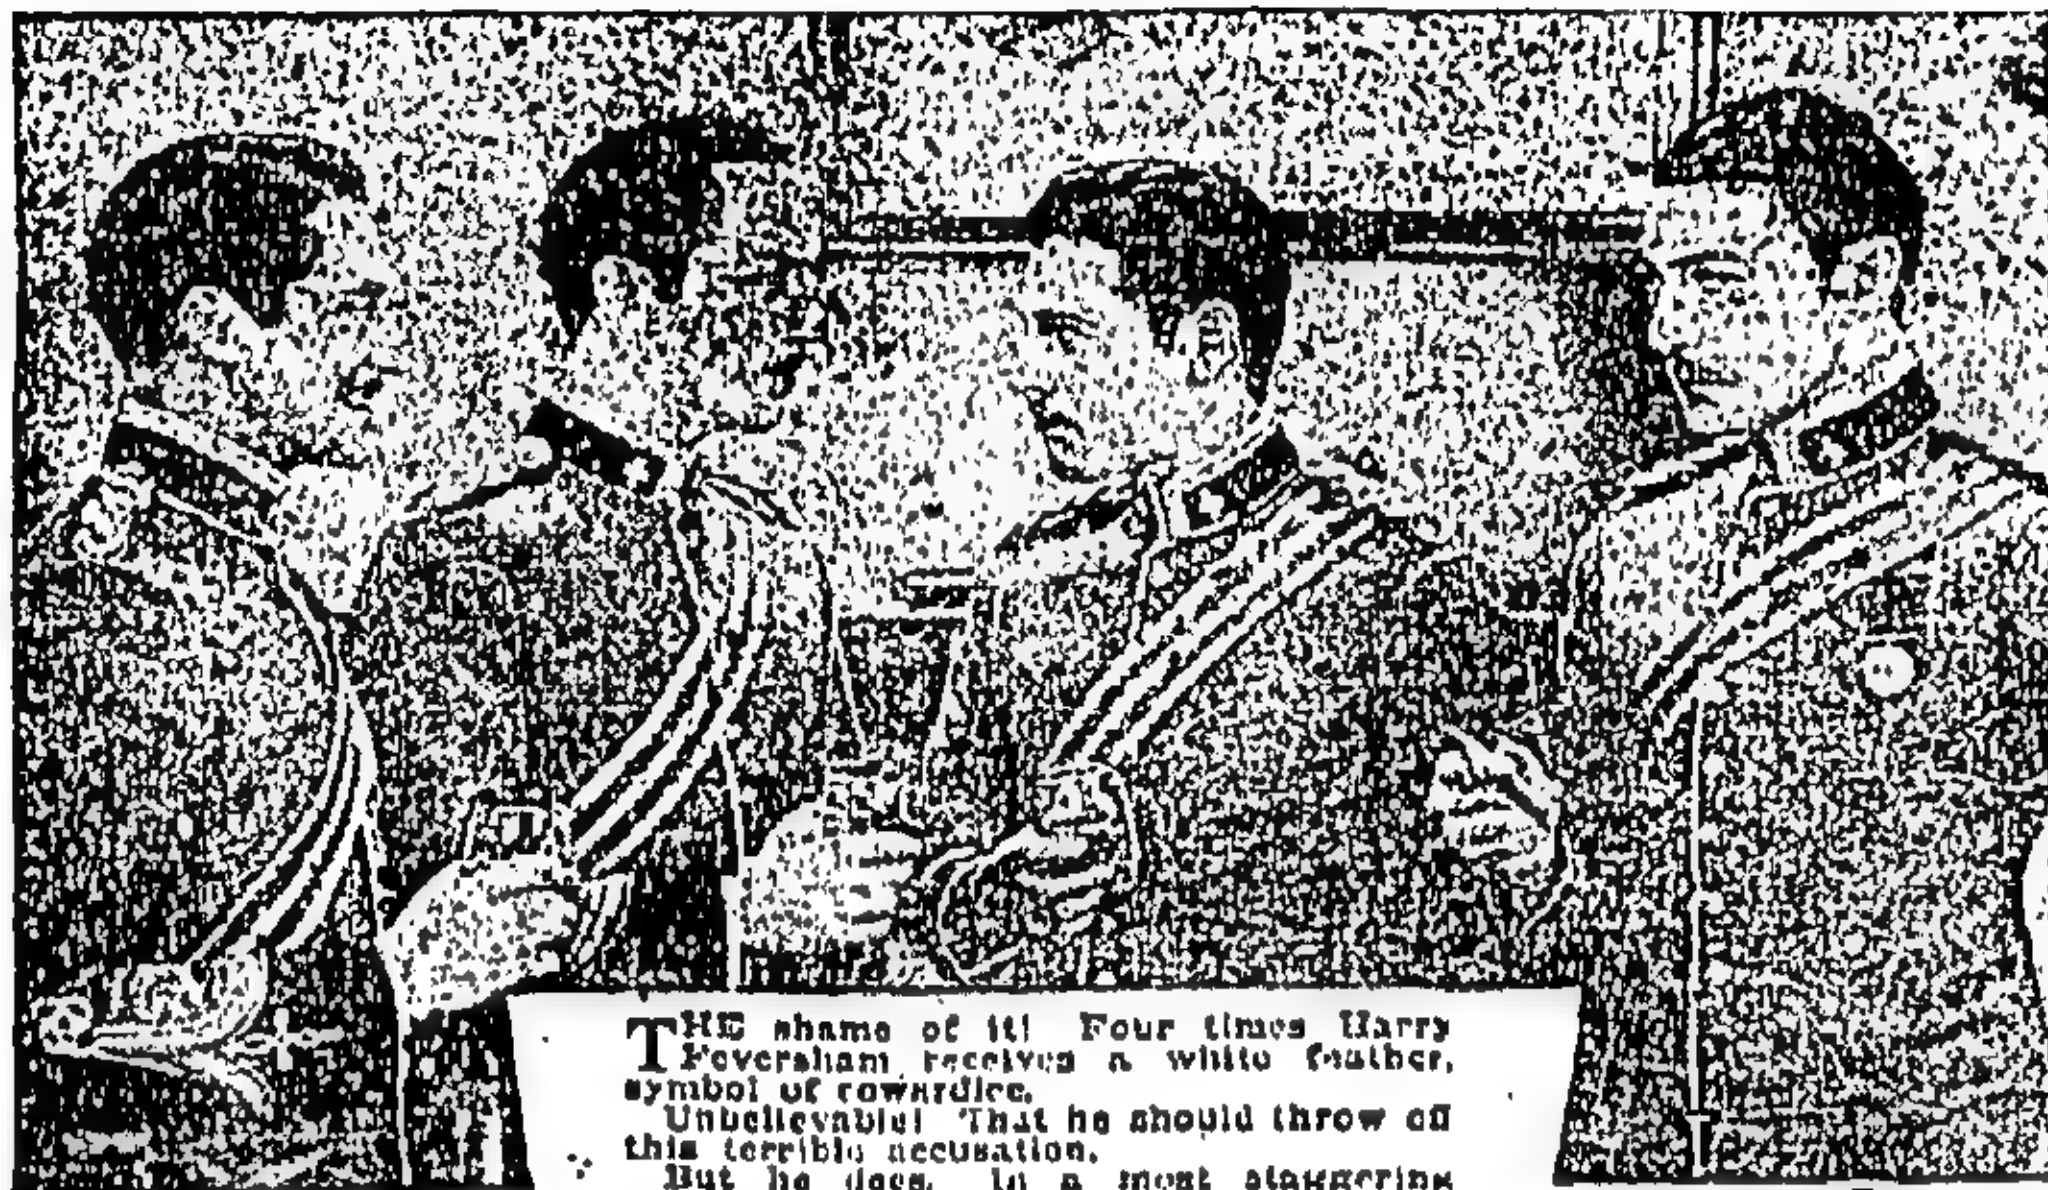 THE shame of it! Four times Harry
Feversham receives a white feather,
symbol of cowardice.
Unbelievable! That he should throw off
this terrible accusation.
But he does. In a most staggering